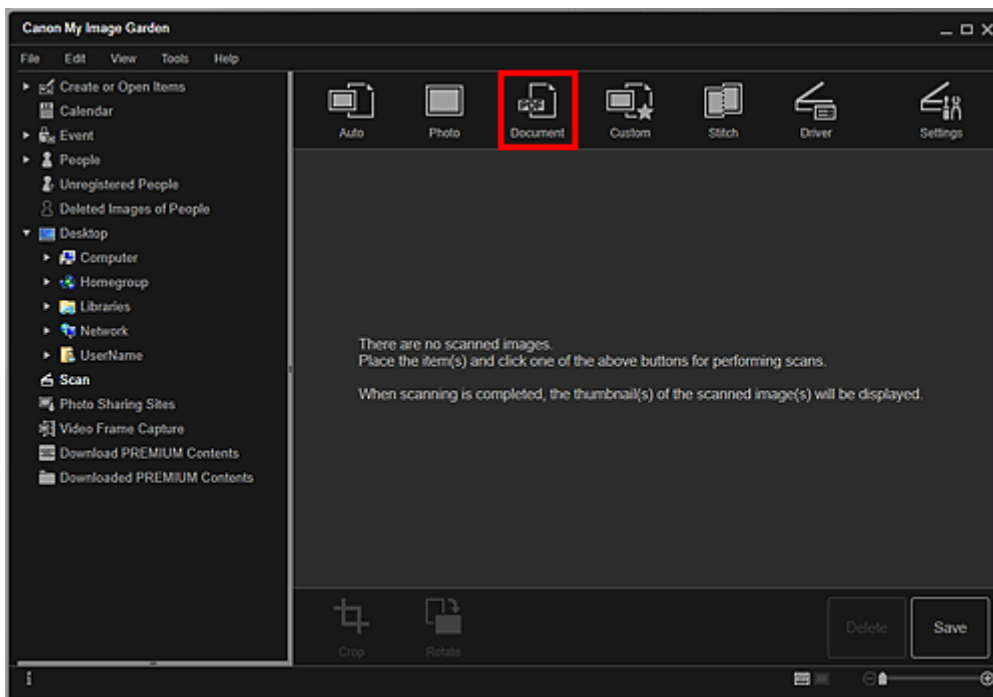 Canon My Image Garden
File Edit View Tools Help
Create or Open Items
Calendar
Event
People
Unregistered People
Deleted Images of People
Desktop
Computer
Homegroup
Libraries
Network
UserName
Scan
Photo Sharing Sites
Video Frame Capture
Download PREMIUM Contents
Downloaded PREMIUM Contents
PDF
Auto Photo Document Custom Stitch Driver Settings
There are no scanned images.
Place the item(s) and click one of the above buttons for performing scans.
When scanning is completed, the thumbnail(s) of the scanned image(s) will be displayed.
Crop Rotate Delete Save